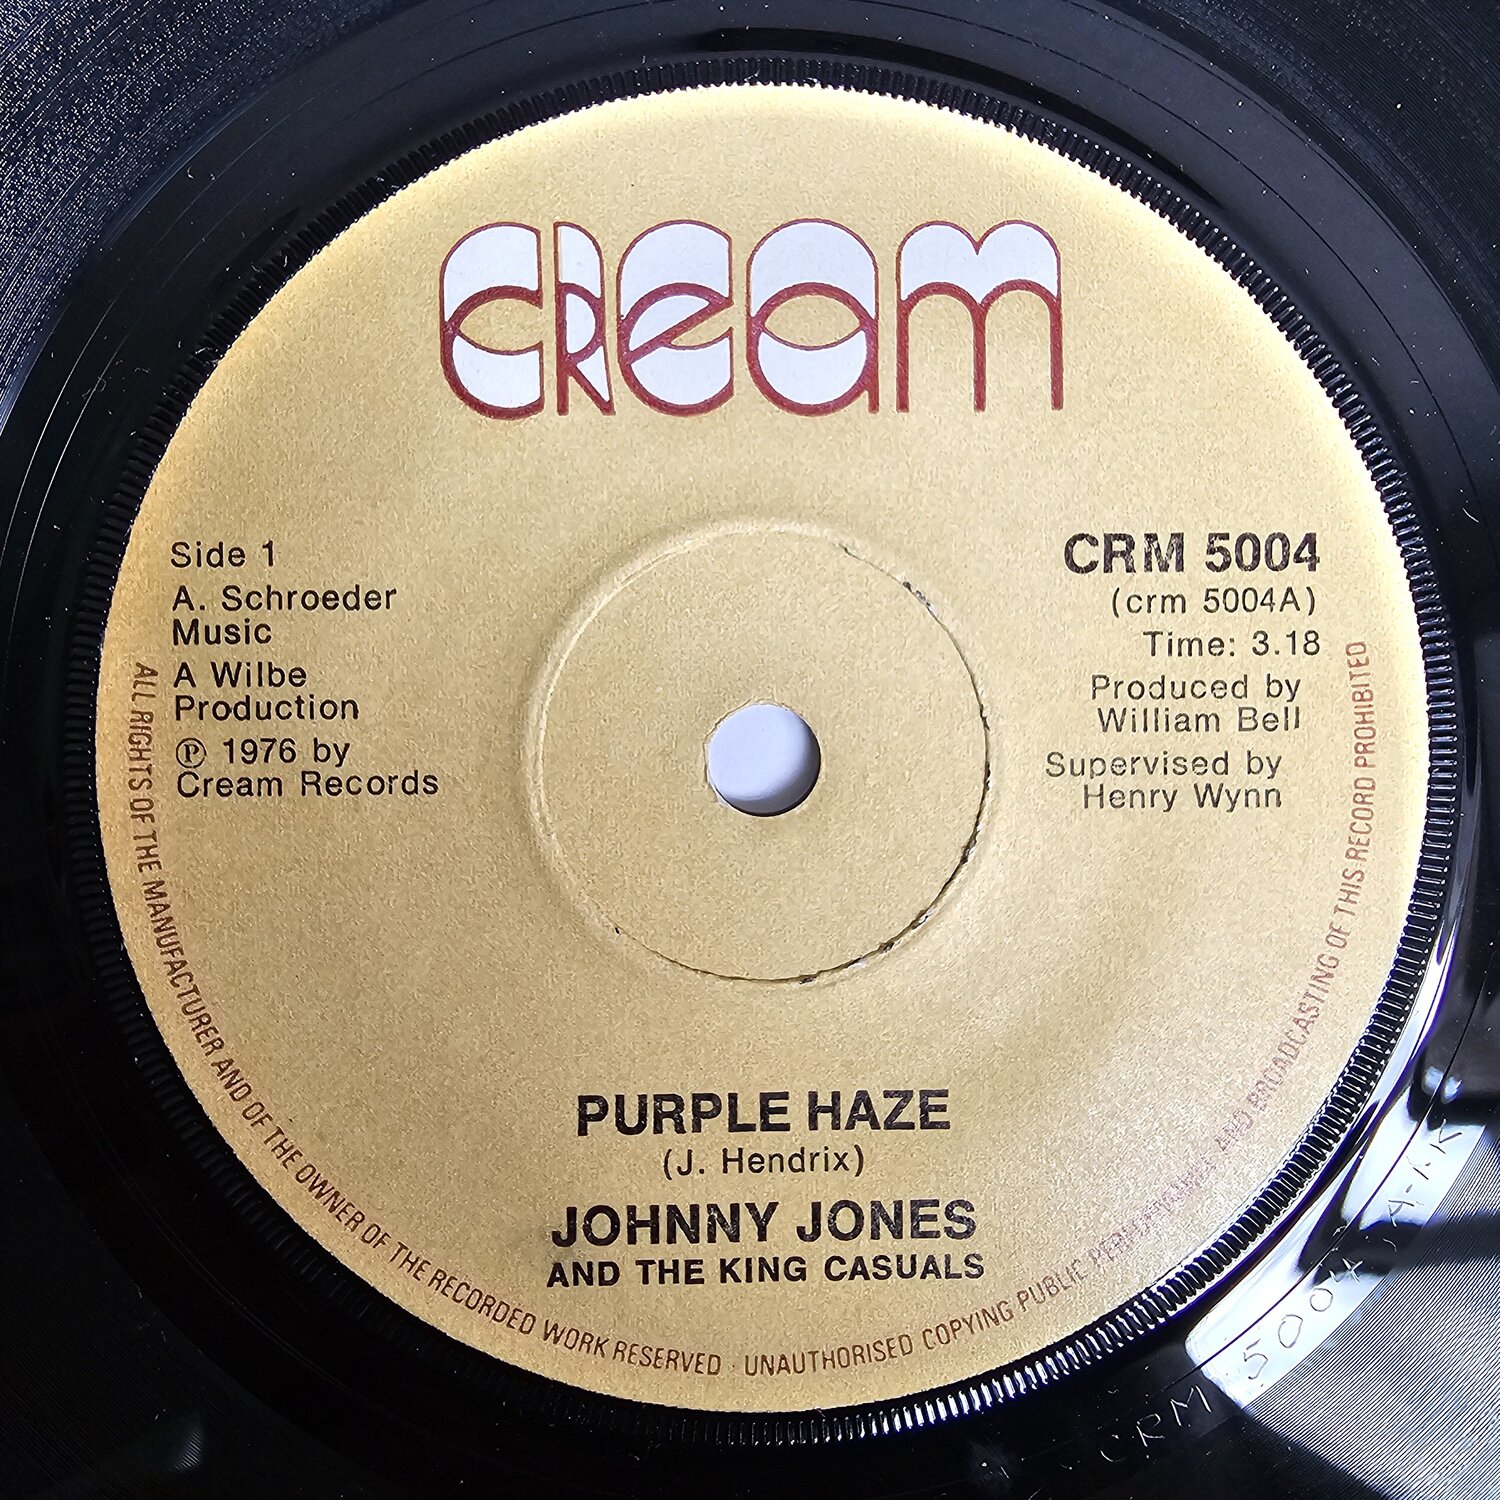 CREAM
Side 1
A. Schroeder
Music
A Wilbe
Production
℗ 1976 by
Cream Records
CRM 5004
(crm 5004A)
Time: 3.18
Produced by
William Bell
Supervised by
Henry Wynn
PURPLE HAZE
(J. Hendrix)
JOHNNY JONES
AND THE KING CASUALS
ALL RIGHTS OF THE MANUFACTURER AND OF THE OWNER OF THE RECORDED WORK RESERVED · UNAUTHORISED COPYING PUBLIC PERFORMANCE AND BROADCASTING OF THIS RECORD PROHIBITED
CRM 5004 A-1K